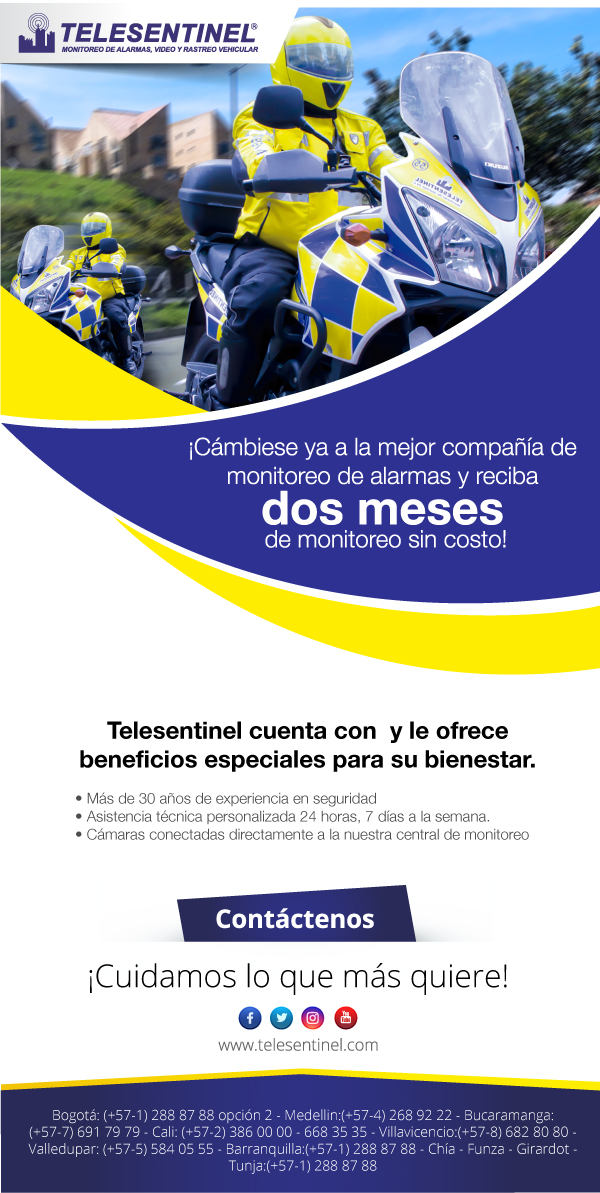 TELESENTINEL®
MONITOREO DE ALARMAS, VIDEO Y RASTREO VEHICULAR
TELESENTINEL
¡Cámbiese ya a la mejor compañía de
monitoreo de alarmas y reciba
dos meses
de monitoreo sin costo!
Telesentinel cuenta con y le ofrece
beneficios especiales para su bienestar.
• Más de 30 años de experiencia en seguridad
• Asistencia técnica personalizada 24 horas, 7 días a la semana.
• Cámaras conectadas directamente a la nuestra central de monitoreo
Contáctenos
¡Cuidamos lo que más quiere!
You Tube
www.telesentinel.com
Bogotá: (+57-1) 288 87 88 opción 2 - Medellin:(+57-4) 268 92 22 - Bucaramanga:
(+57-7) 691 79 79 - Cali: (+57-2) 386 00 00 - 668 35 35 - Villavicencio:(+57-8) 682 80 80 -
Valledupar: (+57-5) 584 05 55 - Barranquilla:(+57-1) 288 87 88 - Chía - Funza - Girardot -
Tunja:(+57-1) 288 87 88